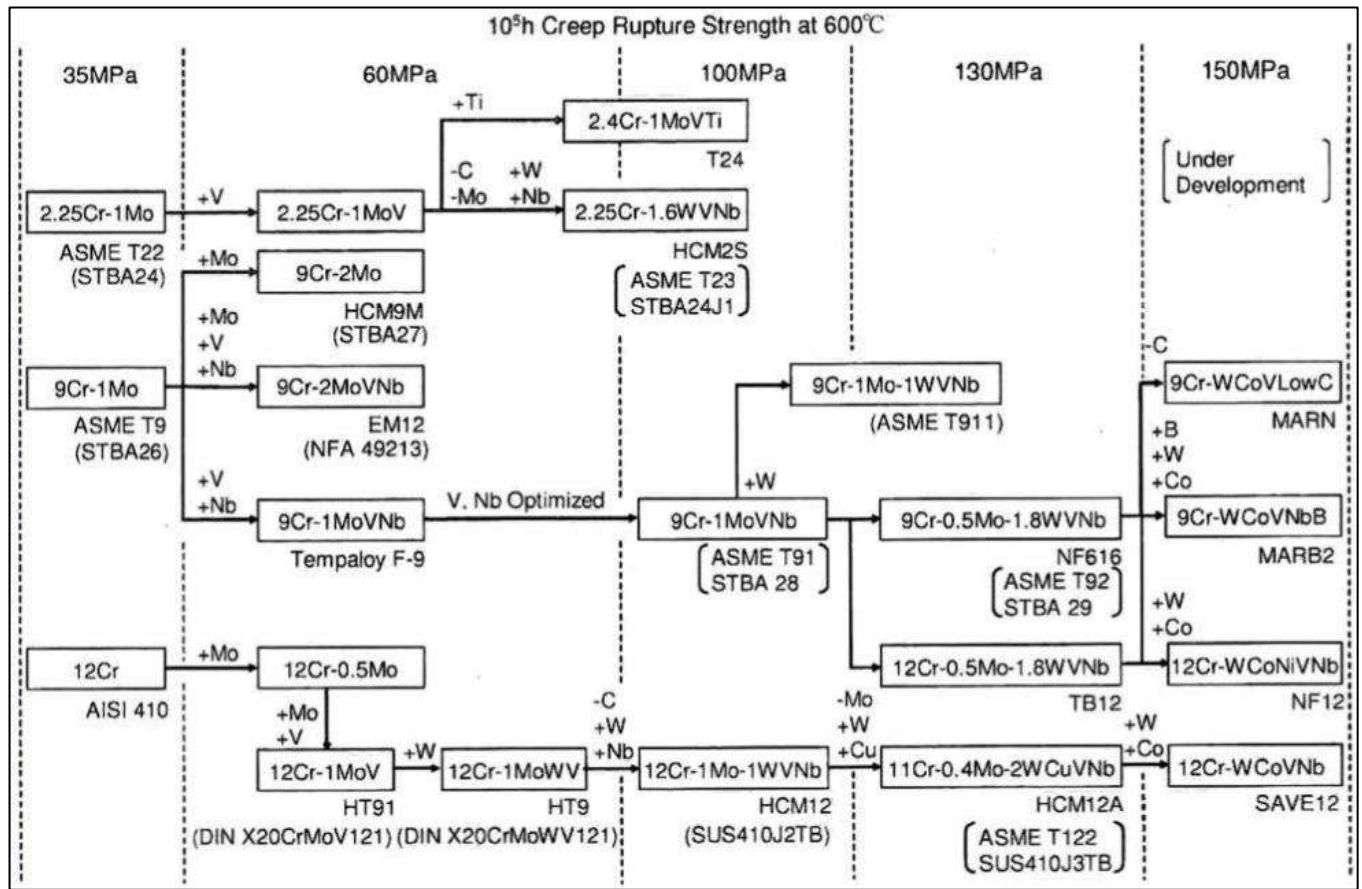 10⁵h Creep Rupture Strength at 600℃
35MPa
60MPa
100MPa
130MPa
150MPa
+Ti
2.4Cr-1MoVTi
T24
[Under
Development]
-C +W
-Mo +Nb
2.25Cr-1Mo
+V
2.25Cr-1MoV
2.25Cr-1.6WVNb
ASME T22
(STBA24)
HCM2S
[ASME T23
STBA24J1]
+Mo
9Cr-2Mo
HCM9M
(STBA27)
+Mo
+V
+Nb
9Cr-1Mo
9Cr-2MoVNb
ASME T9
(STBA26)
EM12
(NFA 49213)
9Cr-1Mo-1WVNb
(ASME T911)
-C
9Cr-WCoVLowC
MARN
+V
+Nb
9Cr-1MoVNb
Tempaloy F-9
V. Nb Optimized
+W
9Cr-1MoVNb
[ASME T91
STBA 28]
9Cr-0.5Mo-1.8WVNb
NF616
[ASME T92
STBA 29]
+B
+W
+Co
9Cr-WCoVNbB
MARB2
12Cr
AISI 410
+Mo
12Cr-0.5Mo
12Cr-0.5Mo-1.8WVNb
TB12
+W
+Co
12Cr-WCoNiVNb
NF12
+Mo
+V
12Cr-1MoV
HT91
(DIN X20CrMoV121)
+W
12Cr-1MoWV
HT9
(DIN X20CrMoWV121)
-C
+W
+Nb
12Cr-1Mo-1WVNb
HCM12
(SUS410J2TB)
-Mo
+W
+Cu
11Cr-0.4Mo-2WCuVNb
HCM12A
[ASME T122
SUS410J3TB]
+W
+Co
12Cr-WCoVNb
SAVE12